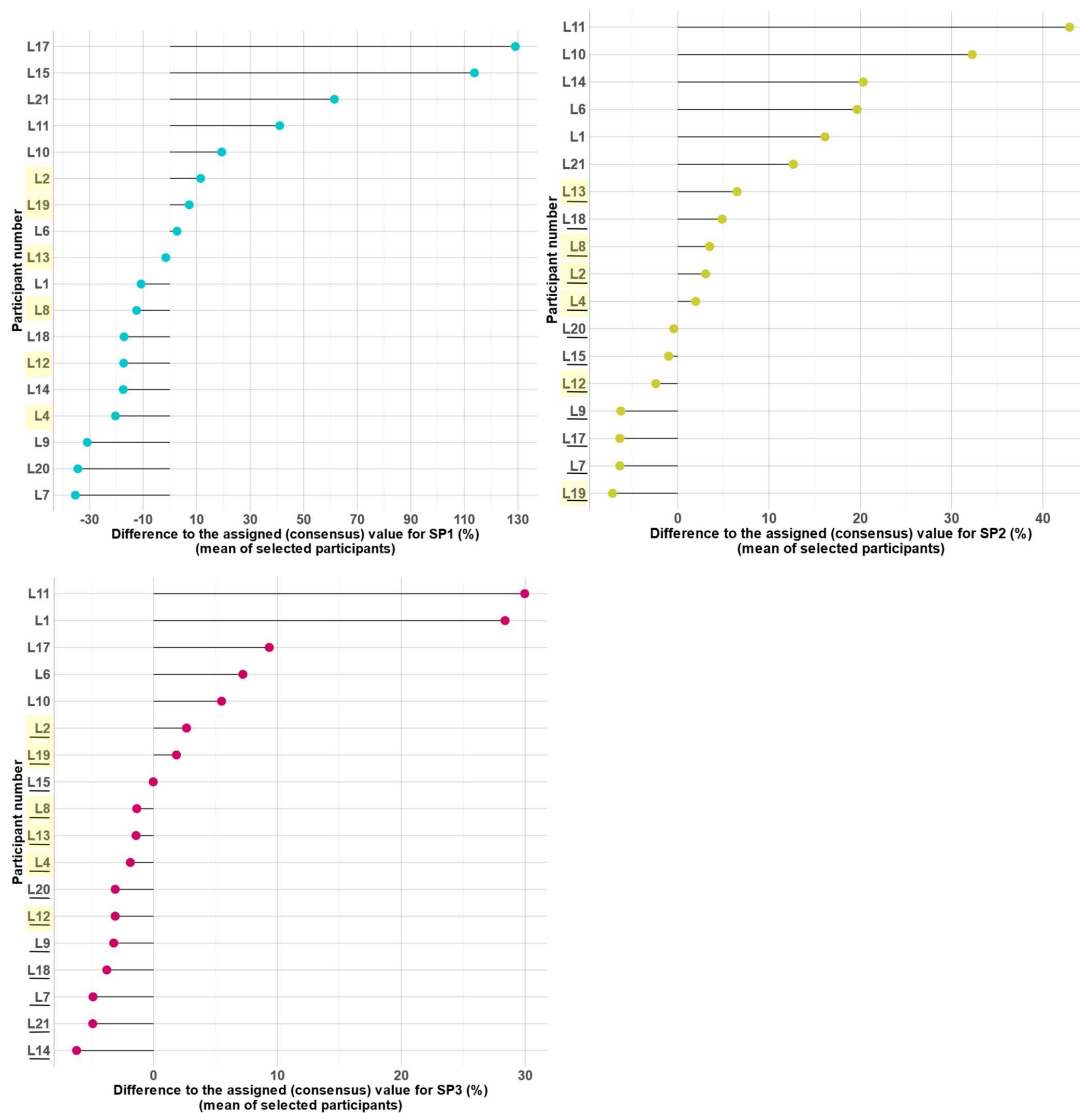 L17
L15
L21
L11
L10
L2
L19
L6
L13
L1
L8
L18
L12
L14
L4
L9
L20
L7
Participant number
-30 -10 10 30 50 70 90 110 130
Difference to the assigned (consensus) value for SP1 (%)
(mean of selected participants)
L11
L10
L14
L6
L1
L21
L13
L18
L8
L2
L4
L20
L15
L12
L9
L17
L7
L19
Participant number
0 10 20 30 40
Difference to the assigned (consensus) value for SP2 (%)
(mean of selected participants)
L11
L1
L17
L6
L10
L2
L19
L15
L8
L13
L4
L20
L12
L9
L18
L7
L21
L14
Participant number
0 10 20 30
Difference to the assigned (consensus) value for SP3 (%)
(mean of selected participants)